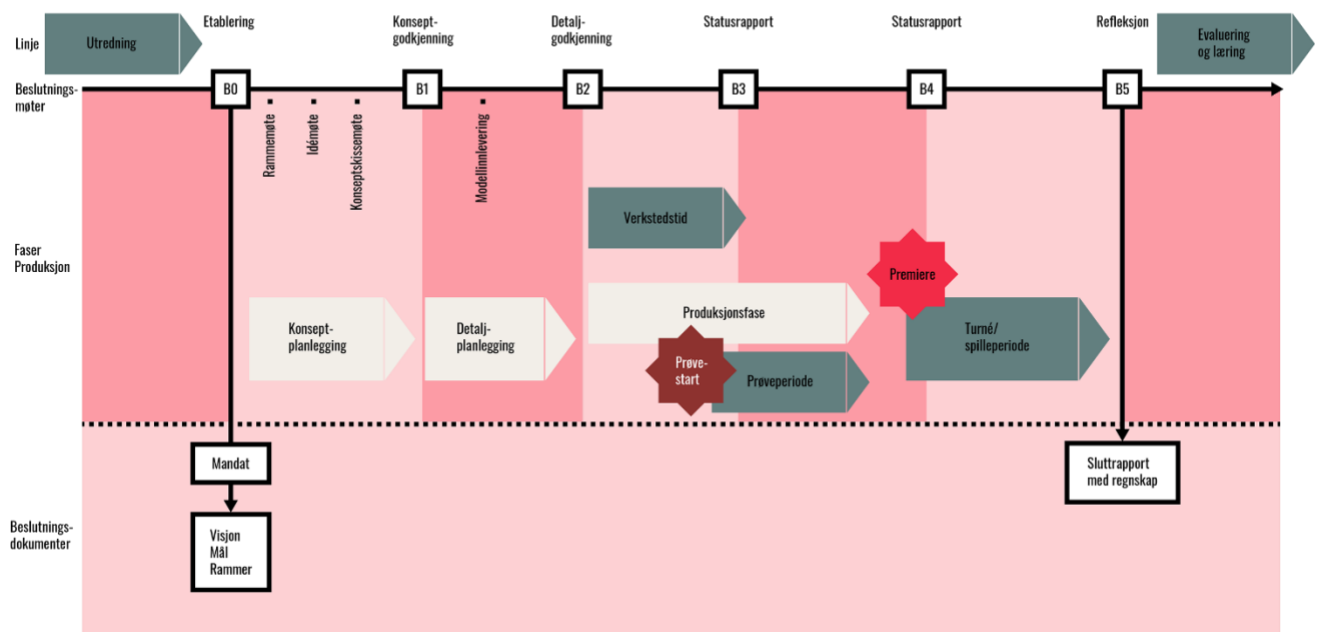 Etablering
Konsept-
godkjenning
Detalj-
godkjenning
Statusrapport
Statusrapport
Refleksjon
Linje
Utredning
Evaluering
og læring
Beslutnings-
møter
B0
B1
B2
B3
B4
B5
Rammemøte
Idémøte
Konseptskissemøte
Modellinnlevering
Verkstedstid
Faser
Produksjon
Premiere
Konsept-
planlegging
Detalj-
planlegging
Produksjonsfase
Turné/
spilleperiode
Prøve-
start
Prøveperiode
Mandat
Sluttrapport
med regnskap
Beslutnings-
dokumenter
Visjon
Mål
Rammer